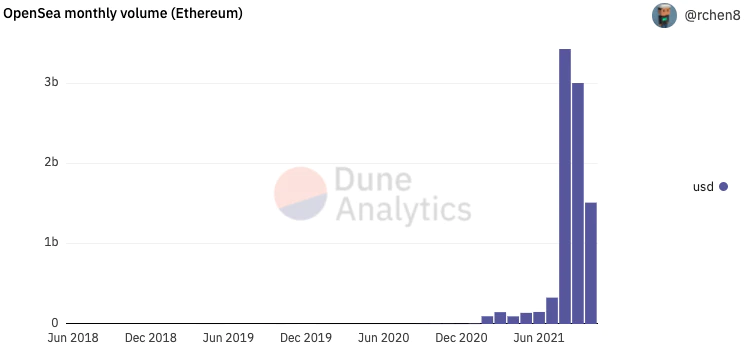 OpenSea monthly volume (Ethereum)
@rchen8
3b
2b
1b
0
Dune
Analytics
usd
Jun 2018
Dec 2018
Jun 2019
Dec 2019
Jun 2020
Dec 2020
Jun 2021